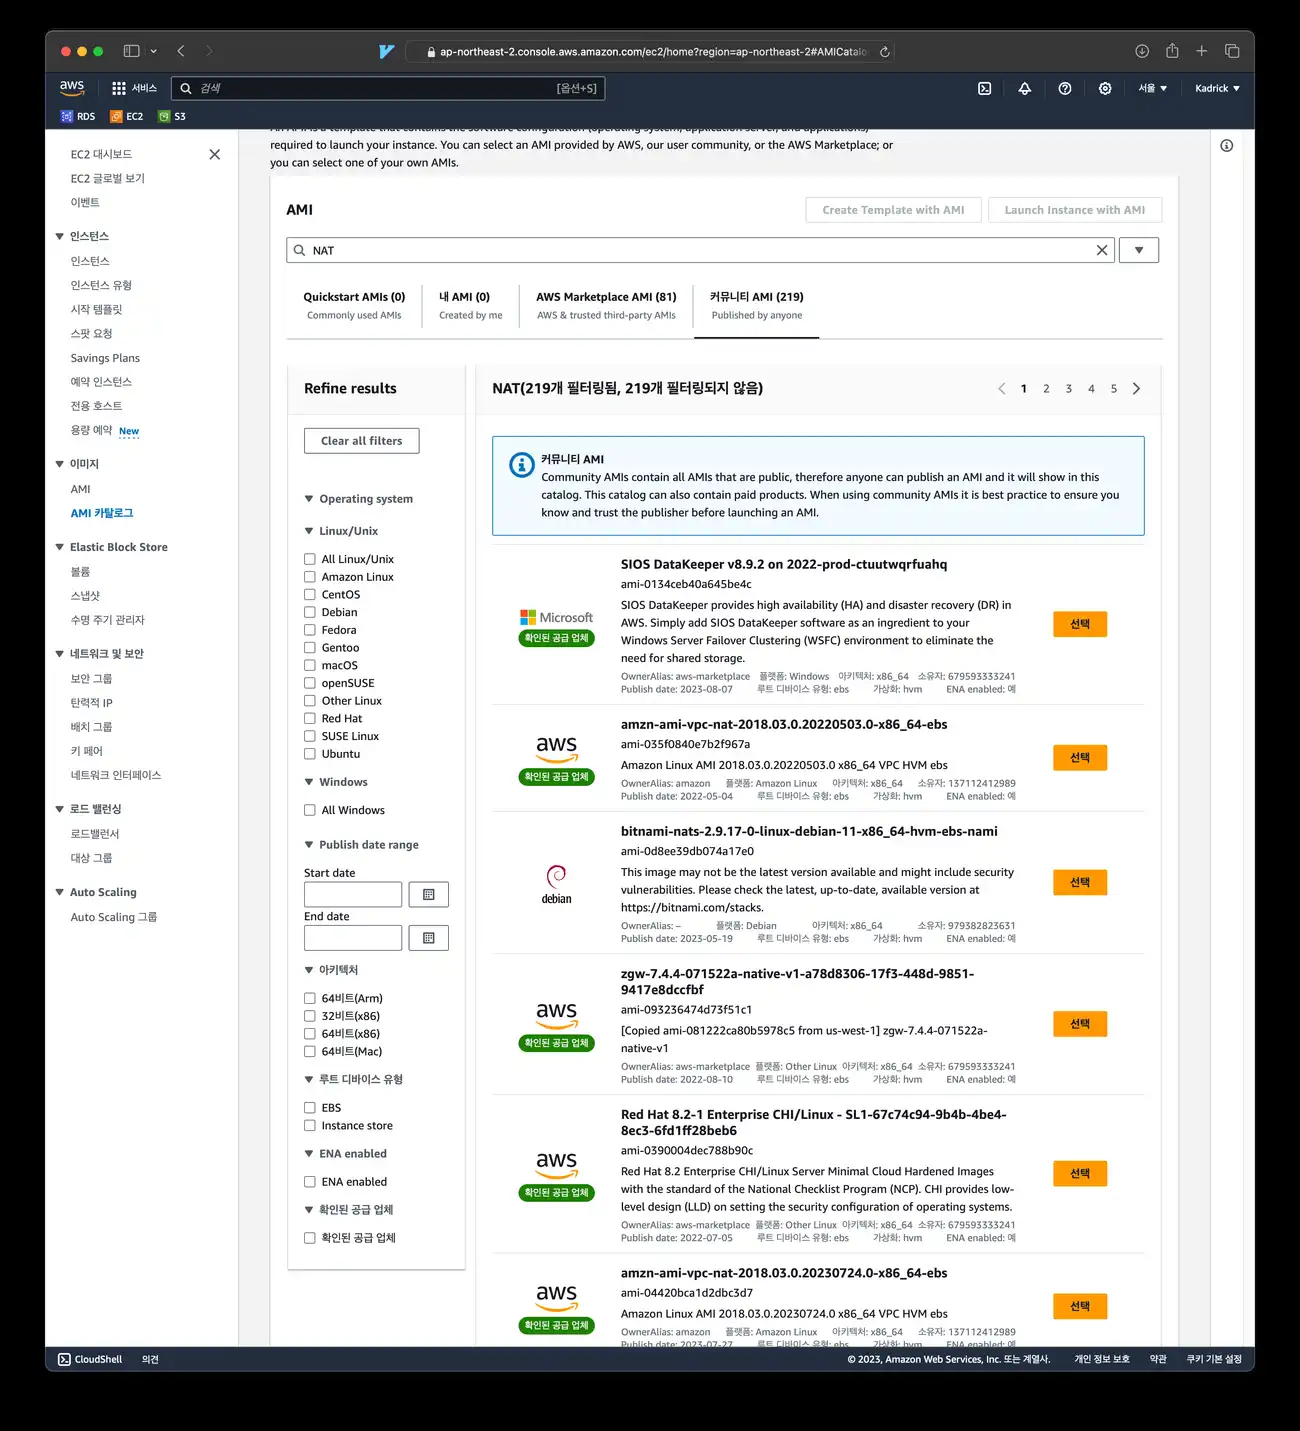 ap-northeast-2.console.aws.amazon.com/ec2/home?region=ap-northeast-2#AMICatalo
aws
서비스
검색
[옵션+S]
서울
Kadrick
RDS
EC2
S3
EC2 대시보드
EC2 글로벌 보기
이벤트
인스턴스
인스턴스
인스턴스 유형
시작 템플릿
스팟 요청
Savings Plans
예약 인스턴스
전용 호스트
용량 예약 New
이미지
AMI
AMI 카탈로그
Elastic Block Store
볼륨
스냅샷
수명 주기 관리자
네트워크 및 보안
보안 그룹
탄력적 IP
배치 그룹
키 페어
네트워크 인터페이스
로드 밸런싱
로드밸런서
대상 그룹
Auto Scaling
Auto Scaling 그룹
An AMI is a template that contains the software configuration (operating system, application server, and applications)
required to launch your instance. You can select an AMI provided by AWS, our user community, or the AWS Marketplace; or
you can select one of your own AMIs.
AMI
Create Template with AMI
Launch Instance with AMI
NAT
Quickstart AMIs (0)
Commonly used AMIs
내 AMI (0)
Created by me
AWS Marketplace AMI (81)
AWS & trusted third-party AMIs
커뮤니티 AMI (219)
Published by anyone
Refine results
Clear all filters
Operating system
Linux/Unix
All Linux/Unix
Amazon Linux
CentOS
Debian
Fedora
Gentoo
macOS
openSUSE
Other Linux
Red Hat
SUSE Linux
Ubuntu
Windows
All Windows
Publish date range
Start date
End date
아키텍처
64비트(Arm)
32비트(x86)
64비트(x86)
64비트(Mac)
루트 디바이스 유형
EBS
Instance store
ENA enabled
ENA enabled
확인된 공급 업체
확인된 공급 업체
NAT(219개 필터링됨, 219개 필터링되지 않음)
1 2 3 4 5
커뮤니티 AMI
Community AMIs contain all AMIs that are public, therefore anyone can publish an AMI and it will show in this
catalog. This catalog can also contain paid products. When using community AMIs it is best practice to ensure you
know and trust the publisher before launching an AMI.
Microsoft
확인된 공급 업체
SIOS DataKeeper v8.9.2 on 2022-prod-ctuutwqrfuahq
ami-0134ceb40a645be4c
SIOS DataKeeper provides high availability (HA) and disaster recovery (DR) in
AWS. Simply add SIOS DataKeeper software as an ingredient to your
Windows Server Failover Clustering (WSFC) environment to eliminate the
need for shared storage.
OwnerAlias: aws-marketplace 플랫폼: Windows 아키텍처: x86_64 소유자: 679593333241
Publish date: 2023-08-07 루트 디바이스 유형: ebs 가상화: hvm ENA enabled: 예
선택
aws
확인된 공급 업체
amzn-ami-vpc-nat-2018.03.0.20220503.0-x86_64-ebs
ami-035f0840e7b2f967a
Amazon Linux AMI 2018.03.0.20220503.0 x86_64 VPC HVM ebs
OwnerAlias: amazon 플랫폼: Amazon Linux 아키텍처: x86_64 소유자: 137112412989
Publish date: 2022-05-04 루트 디바이스 유형: ebs 가상화: hvm ENA enabled: 예
선택
debian
bitnami-nats-2.9.17-0-linux-debian-11-x86_64-hvm-ebs-nami
ami-0d8ee39db074a17e0
This image may not be the latest version available and might include security
vulnerabilities. Please check the latest, up-to-date, available version at
https://bitnami.com/stacks.
OwnerAlias: – 플랫폼: Debian 아키텍처: x86_64 소유자: 979382823631
Publish date: 2023-05-19 루트 디바이스 유형: ebs 가상화: hvm ENA enabled: 예
선택
aws
확인된 공급 업체
zgw-7.4.4-071522a-native-v1-a78d8306-17f3-448d-9851-
9417e8dccfbf
ami-093236474d73f51c1
[Copied ami-081222ca80b5978c5 from us-west-1] zgw-7.4.4-071522a-
native-v1
OwnerAlias: aws-marketplace 플랫폼: Other Linux 아키텍처: x86_64 소유자: 679593333241
Publish date: 2022-08-10 루트 디바이스 유형: ebs 가상화: hvm ENA enabled: 예
선택
aws
확인된 공급 업체
Red Hat 8.2-1 Enterprise CHI/Linux - SL1-67c74c94-9b4b-4be4-
8ec3-6fd1ff28beb6
ami-0390004dec788b90c
Red Hat 8.2 Enterprise CHI/Linux Server Minimal Cloud Hardened Images
with the standard of the National Checklist Program (NCP). CHI provides low-
level design (LLD) on setting the security configuration of operating systems.
OwnerAlias: aws-marketplace 플랫폼: Other Linux 아키텍처: x86_64 소유자: 679593333241
Publish date: 2022-07-05 루트 디바이스 유형: ebs 가상화: hvm ENA enabled: 예
선택
aws
확인된 공급 업체
amzn-ami-vpc-nat-2018.03.0.20230724.0-x86_64-ebs
ami-04420bca1d2dbc3d7
Amazon Linux AMI 2018.03.0.20230724.0 x86_64 VPC HVM ebs
OwnerAlias: amazon 플랫폼: Amazon Linux 아키텍처: x86_64 소유자: 137112412989
Publish date: 2023-07-27 루트 디바이스 유형: ebs 가상화: hvm ENA enabled: 예
선택
CloudShell
의견
© 2023, Amazon Web Services, Inc. 또는 계열사.
개인 정보 보호
약관
쿠키 기본 설정